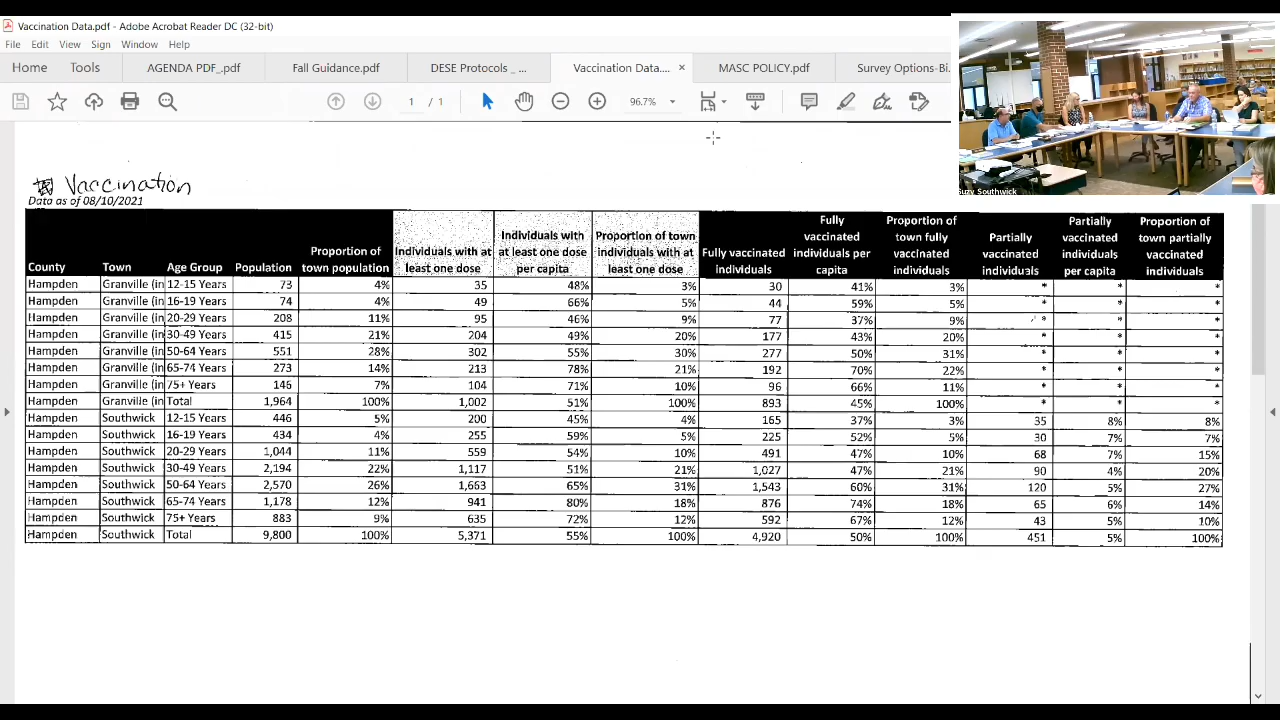 Vaccination Data.pdf - Adobe Acrobat Reader DC (32-bit)
File Edit View Sign Window Help
Home Tools AGENDA PDF_.pdf Fall Guidance.pdf DESE Protocols... Vaccination Data.... × MASC POLICY.pdf Survey Options-Bi...
1 / 1 96.7%
Suzy Southwick
Vaccination
Data as of 08/10/2021
County Town Age Group Population Proportion of town population Individuals with at least one dose Individuals with at least one dose per capita Proportion of town individuals with at least one dose Fully vaccinated individuals Fully vaccinated individuals per capita Proportion of town fully vaccinated individuals Partially vaccinated individuals Partially vaccinated individuals per capita Proportion of town partially vaccinated individuals
Hampden Granville (in 12-15 Years 73 4% 35 48% 3% 30 41% 3% * * *
Hampden Granville (in 16-19 Years 74 4% 49 66% 5% 44 59% 5% * * *
Hampden Granville (in 20-29 Years 208 11% 95 46% 9% 77 37% 9% * * *
Hampden Granville (in 30-49 Years 415 21% 204 49% 20% 177 43% 20% * * *
Hampden Granville (in 50-64 Years 551 28% 302 55% 30% 277 50% 31% * * *
Hampden Granville (in 65-74 Years 273 14% 213 78% 21% 192 70% 22% * * *
Hampden Granville (in 75+ Years 146 7% 104 71% 10% 96 66% 11% * * *
Hampden Granville (in Total 1,964 100% 1,002 51% 100% 893 45% 100% * * *
Hampden Southwick 12-15 Years 446 5% 200 45% 4% 165 37% 3% 35 8% 8%
Hampden Southwick 16-19 Years 434 4% 255 59% 5% 225 52% 5% 30 7% 7%
Hampden Southwick 20-29 Years 1,044 11% 559 54% 10% 491 47% 10% 68 7% 15%
Hampden Southwick 30-49 Years 2,194 22% 1,117 51% 21% 1,027 47% 21% 90 4% 20%
Hampden Southwick 50-64 Years 2,570 26% 1,663 65% 31% 1,543 60% 31% 120 5% 27%
Hampden Southwick 65-74 Years 1,178 12% 941 80% 18% 876 74% 18% 65 6% 14%
Hampden Southwick 75+ Years 883 9% 635 72% 12% 592 67% 12% 43 5% 10%
Hampden Southwick Total 9,800 100% 5,371 55% 100% 4,920 50% 100% 451 5% 100%